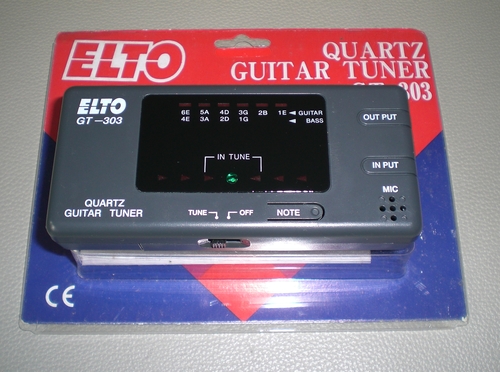 ELTO
QUARTZ
GUITAR TUNER
303
ELTO
GT-303
6E 5A 4D 3G 2B 1E ◄ GUITAR
4E 3A 2D 1G ◄ BASS
IN TUNE
OUT PUT
IN PUT
MIC
QUARTZ
GUITAR TUNER
TUNE OFF
NOTE
CE